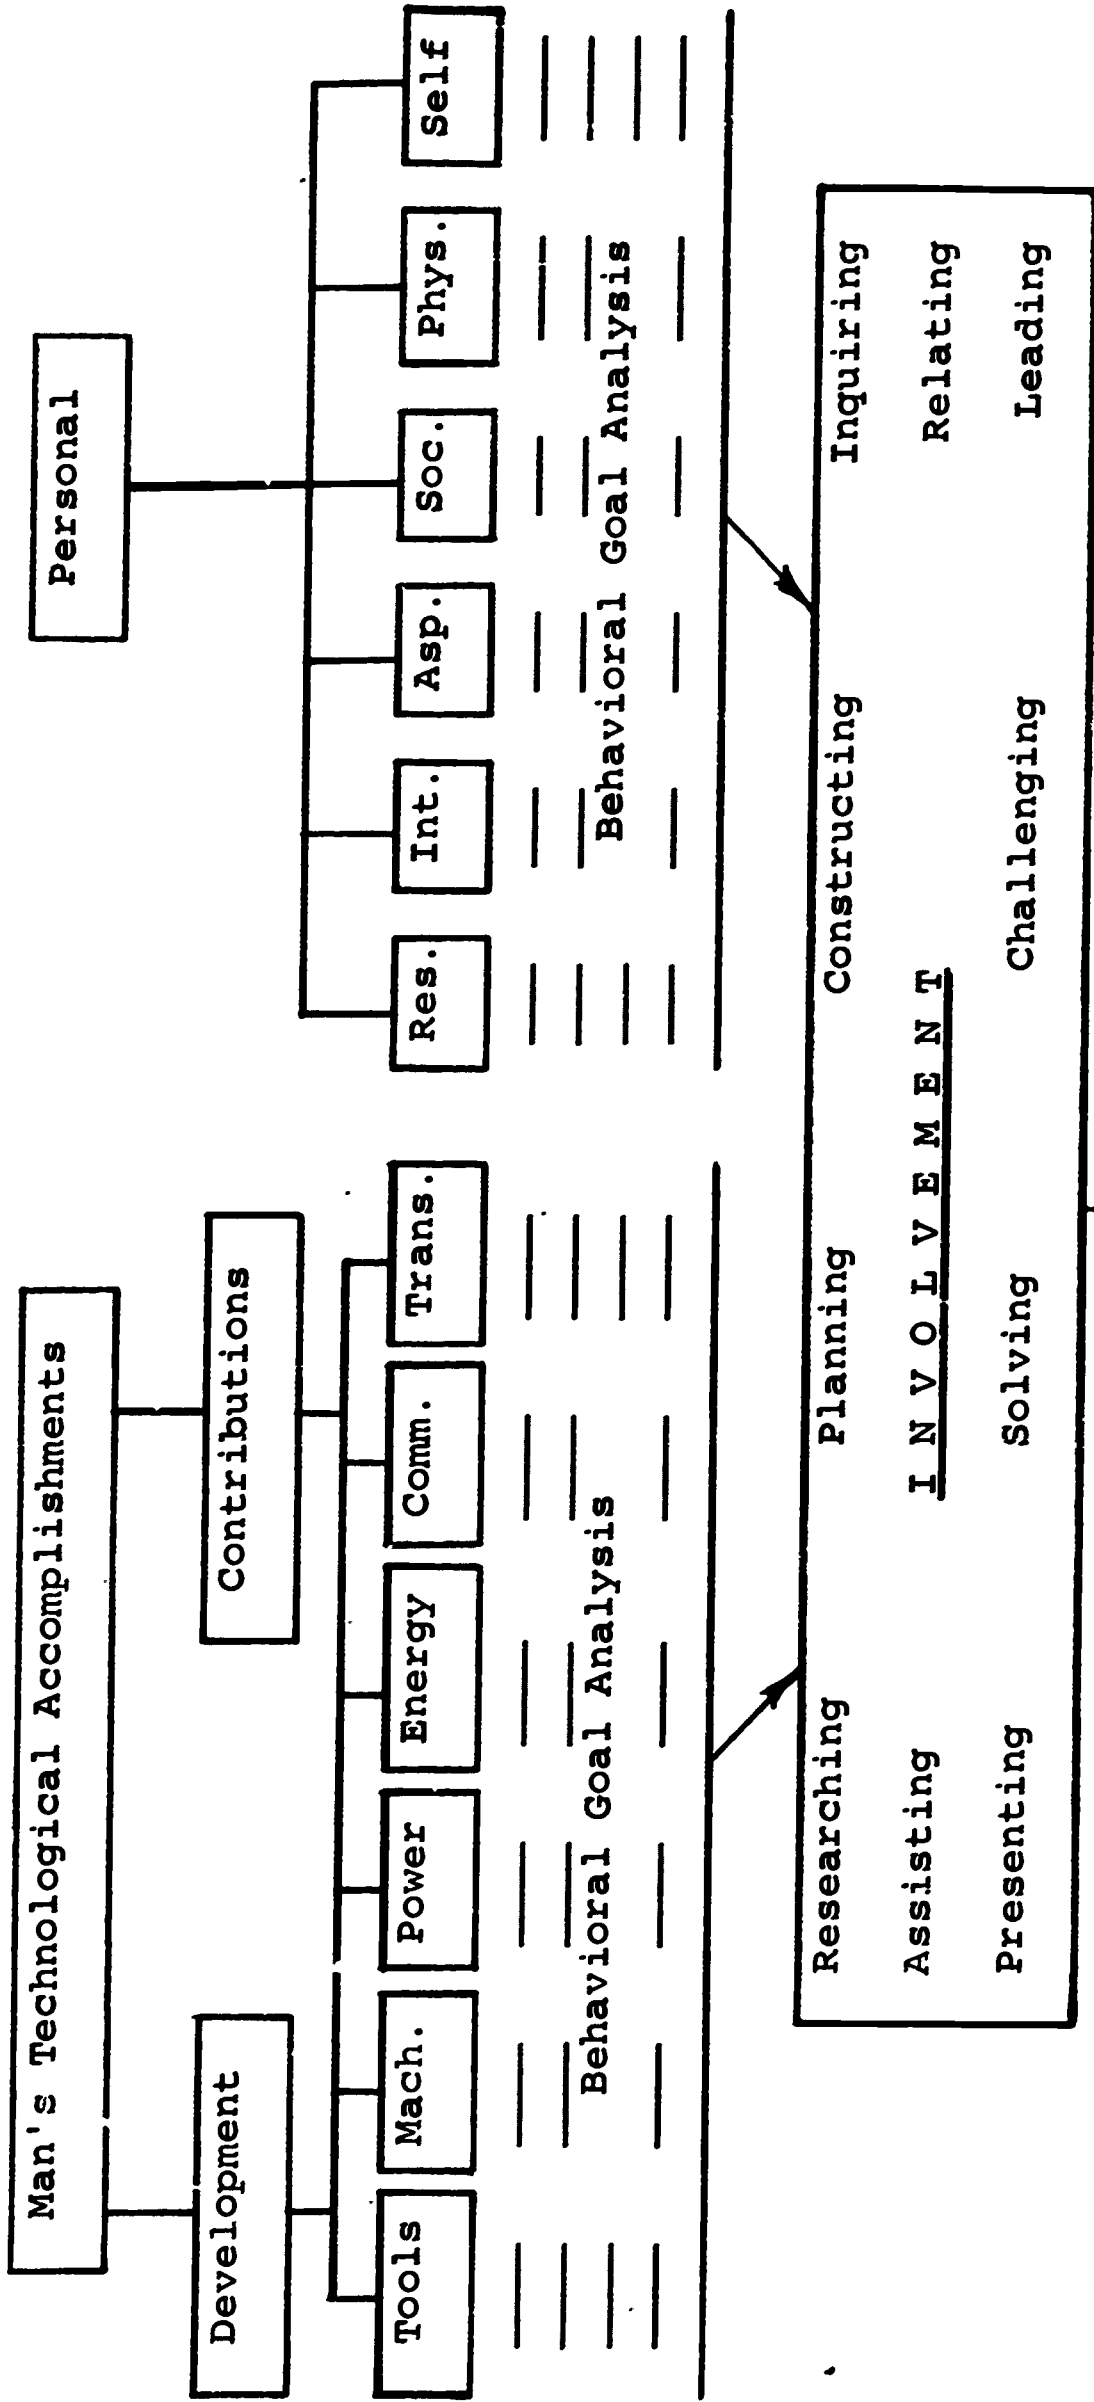 Man's Technological Accomplishments
Personal
Development
Contributions
Tools
Mach.
Power
Energy
Comm.
Trans.
Res.
Int.
Asp.
Soc.
Phys.
Self
Behavioral Goal Analysis
Behavioral Goal Analysis
Researching
Planning
Constructing
Inquiring
Assisting
I N V O L V E M E N T
Relating
Presenting
Solving
Challenging
Leading